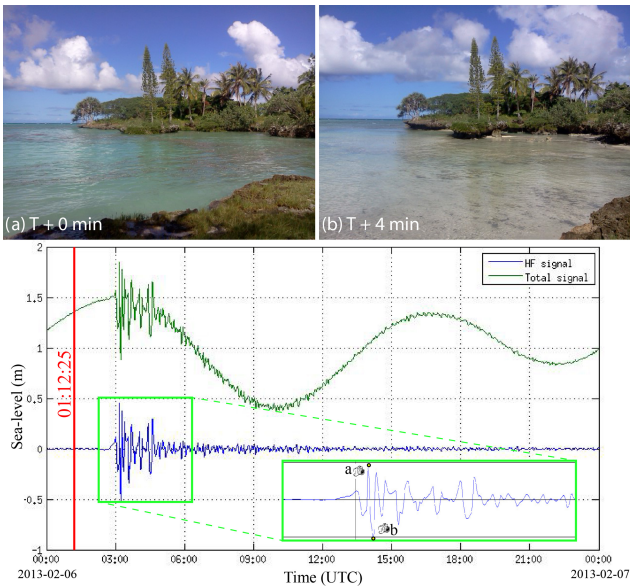 (a) T + 0 min
(b) T + 4 min
2
1.5
1
0.5
0
-0.5
-1
Sea-level (m)
01:12:25
HF signal
Total signal
a
b
00:00
03:00
06:00
09:00
12:00
15:00
18:00
22:00
00:00
2013-02-06
Time (UTC)
2013-02-07